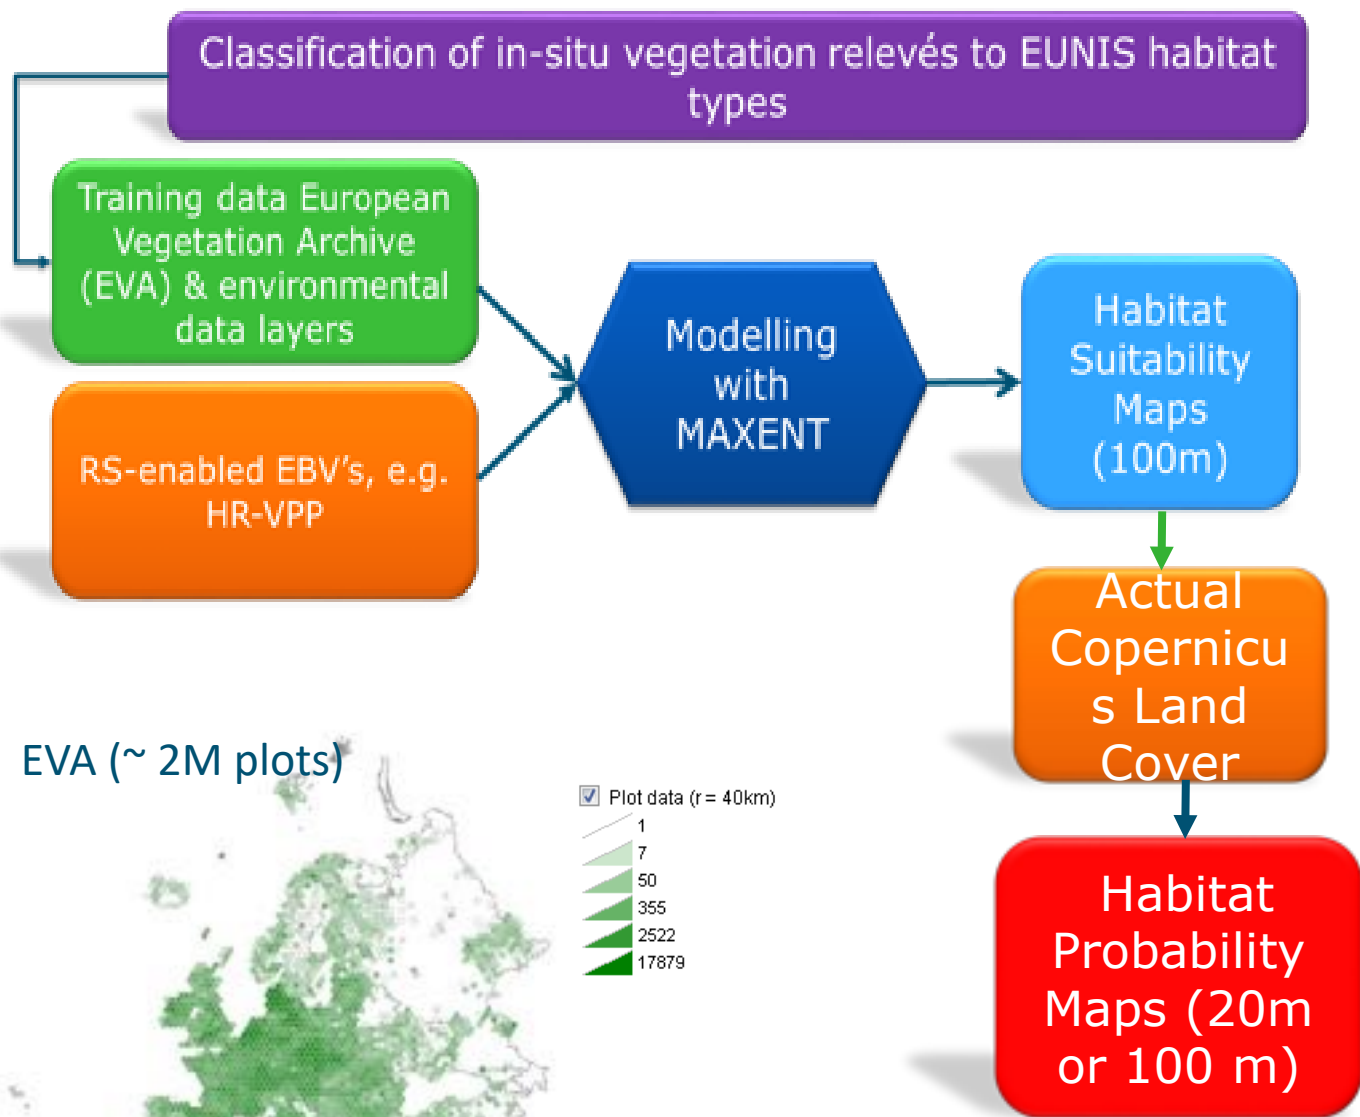 Classification of in-situ vegetation relevés to EUNIS habitat
types
Training data European
Vegetation Archive
(EVA) & environmental
data layers
RS-enabled EBV's, e.g.
HR-VPP
Modelling
with
MAXENT
Habitat
Suitability
Maps
(100m)
Actual
Copernicu
s Land
Cover
Habitat
Probability
Maps (20m
or 100 m)
EVA (~ 2M plots)
Plot data (r = 40km)
1
7
50
355
2522
17879